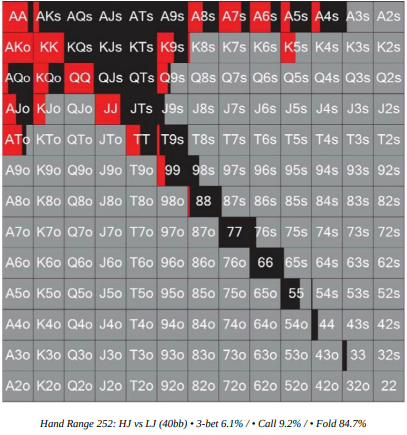 AA AKs AQs AJs ATs A9s A8s A7s A6s A5s A4s A3s A2s
AKo KK KQs KJs KTs K9s K8s K7s K6s K5s K4s K3s K2s
AQo KQo QQ QJs QTs Q9s Q8s Q7s Q6s Q5s Q4s Q3s Q2s
AJo KJo QJo JJ JTs J9s J8s J7s J6s J5s J4s J3s J2s
ATo KTo QTo JTo TT T9s T8s T7s T6s T5s T4s T3s T2s
A9o K9o Q9o J9o T9o 99 98s 97s 96s 95s 94s 93s 92s
A8o K8o Q8o J8o T8o 98o 88 87s 86s 85s 84s 83s 82s
A7o K7o Q7o J7o T7o 97o 87o 77 76s 75s 74s 73s 72s
A6o K6o Q6o J6o T6o 96o 86o 76o 66 65s 64s 63s 62s
A5o K5o Q5o J5o T5o 95o 85o 75o 65o 55 54s 53s 52s
A4o K4o Q4o J4o T4o 94o 84o 74o 64o 54o 44 43s 42s
A3o K3o Q3o J3o T3o 93o 83o 73o 63o 53o 43o 33 32s
A2o K2o Q2o J2o T2o 92o 82o 72o 62o 52o 42o 32o 22
Hand Range 252: HJ vs LJ (40bb) • 3-bet 6.1% / • Call 9.2% / • Fold 84.7%